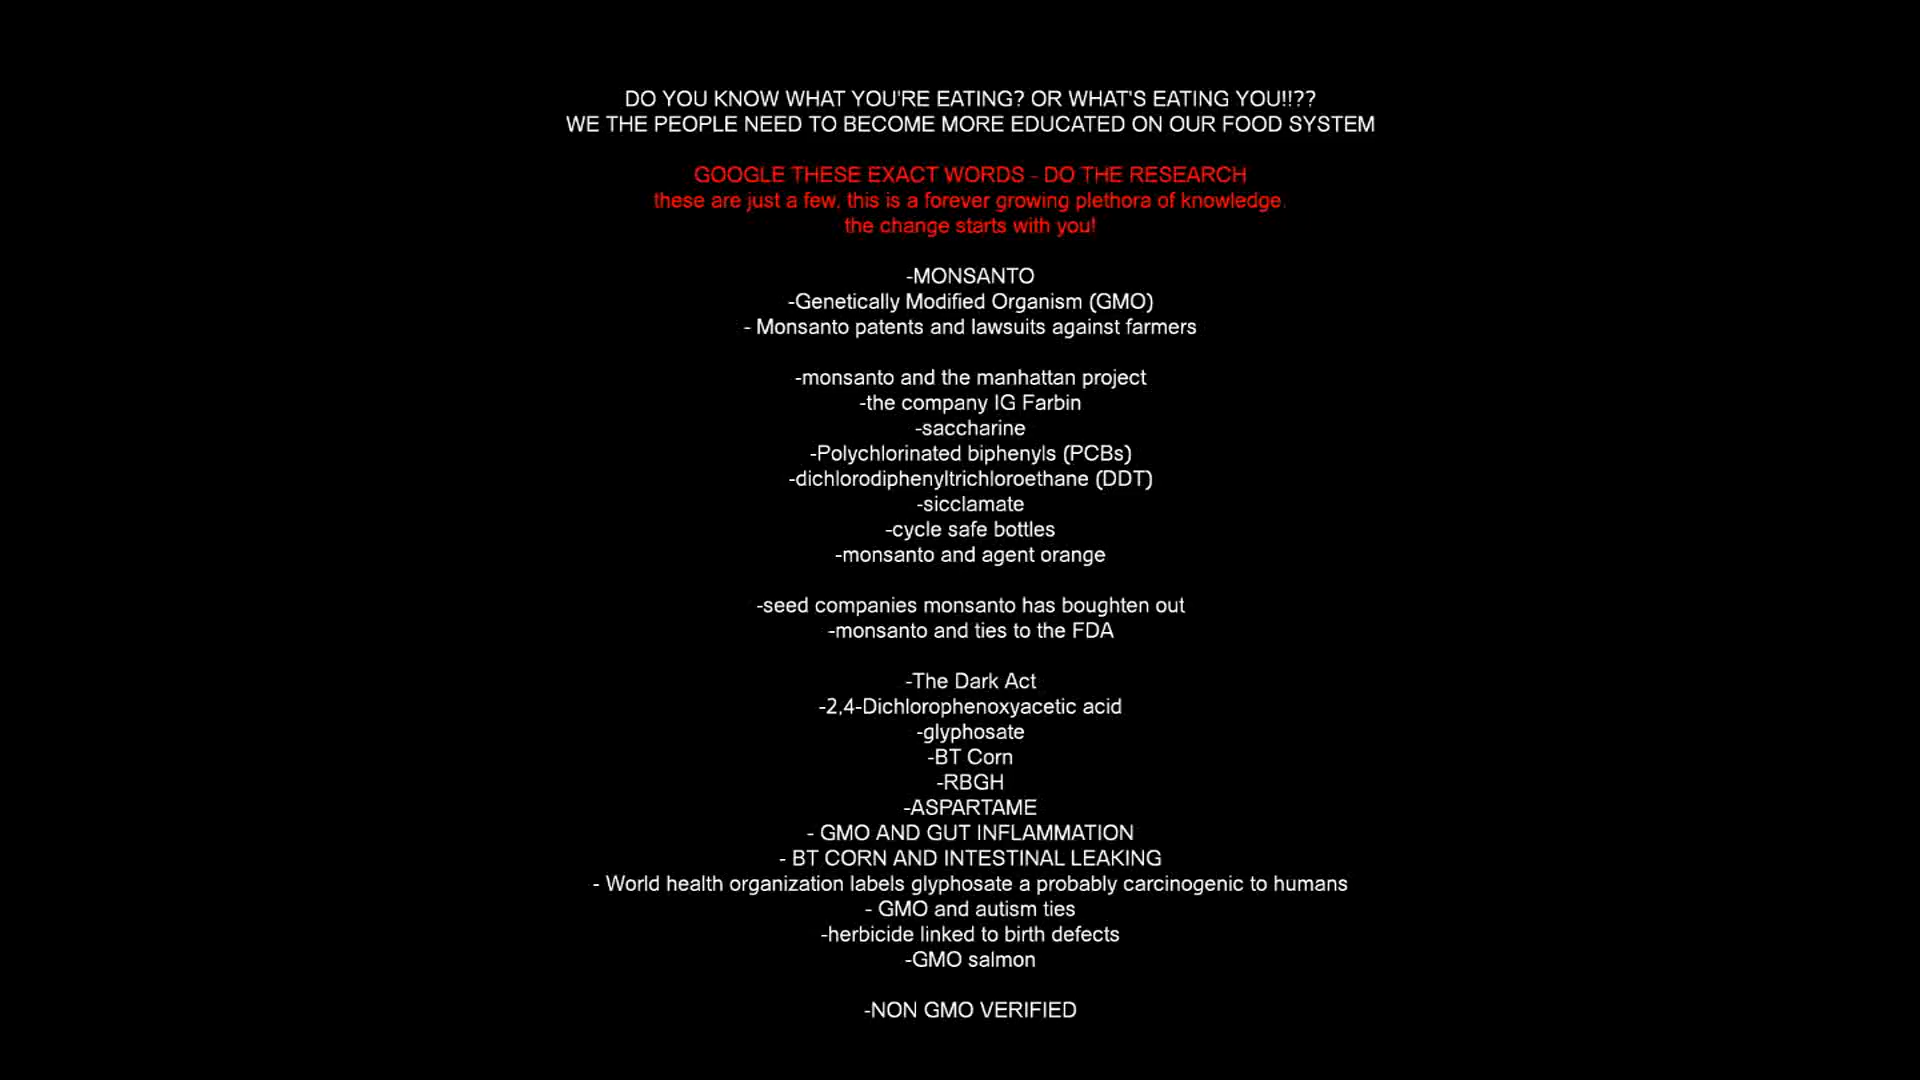 DO YOU KNOW WHAT YOU'RE EATING? OR WHAT'S EATING YOU!!??
WE THE PEOPLE NEED TO BECOME MORE EDUCATED ON OUR FOOD SYSTEM
GOOGLE THESE EXACT WORDS - DO THE RESEARCH
these are just a few, this is a forever growing plethora of knowledge.
the change starts with you!
-MONSANTO
-Genetically Modified Organism (GMO)
- Monsanto patents and lawsuits against farmers
-monsanto and the manhattan project
-the company IG Farbin
-saccharine
-Polychlorinated biphenyls (PCBs)
-dichlorodiphenyltrichloroethane (DDT)
-sicclamate
-cycle safe bottles
-monsanto and agent orange
-seed companies monsanto has boughten out
-monsanto and ties to the FDA
-The Dark Act
-2,4-Dichlorophenoxyacetic acid
-glyphosate
-BT Corn
-RBGH
-ASPARTAME
- GMO AND GUT INFLAMMATION
- BT CORN AND INTESTINAL LEAKING
- World health organization labels glyphosate a probably carcinogenic to humans
- GMO and autism ties
-herbicide linked to birth defects
-GMO salmon
-NON GMO VERIFIED